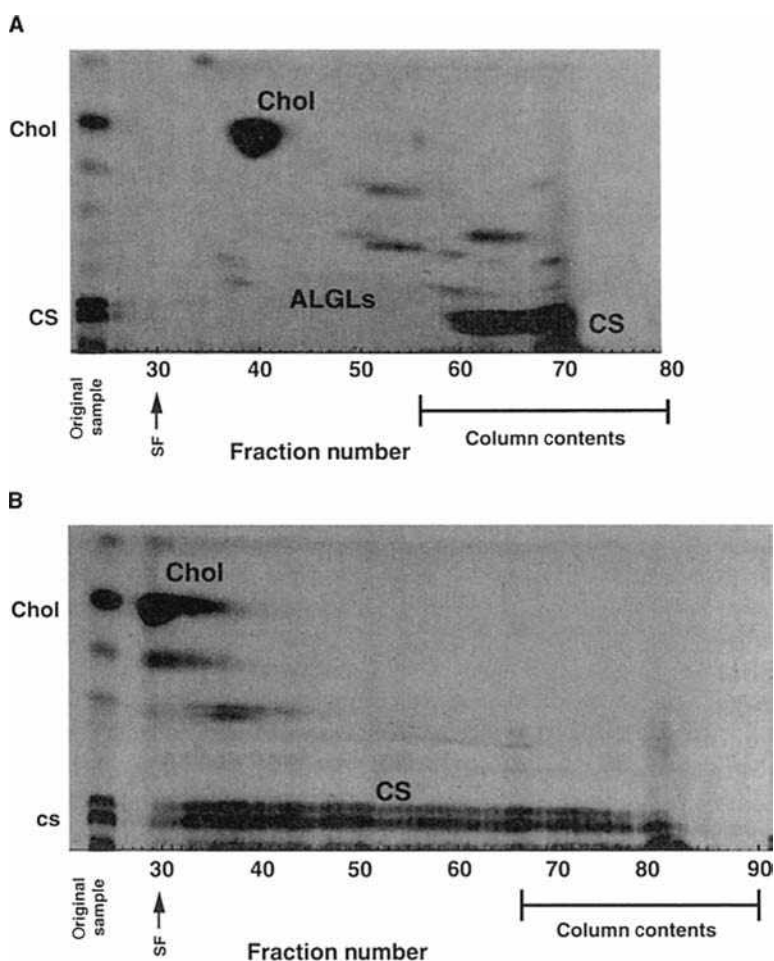 A
Chol
Chol
ALGLs
CS
CS
30 40 50 60 70 80
Original sample
SF
Fraction number
Column contents
B
Chol
Chol
CS
CS
30 40 50 60 70 80 90
Original sample
SF
Fraction number
Column contents